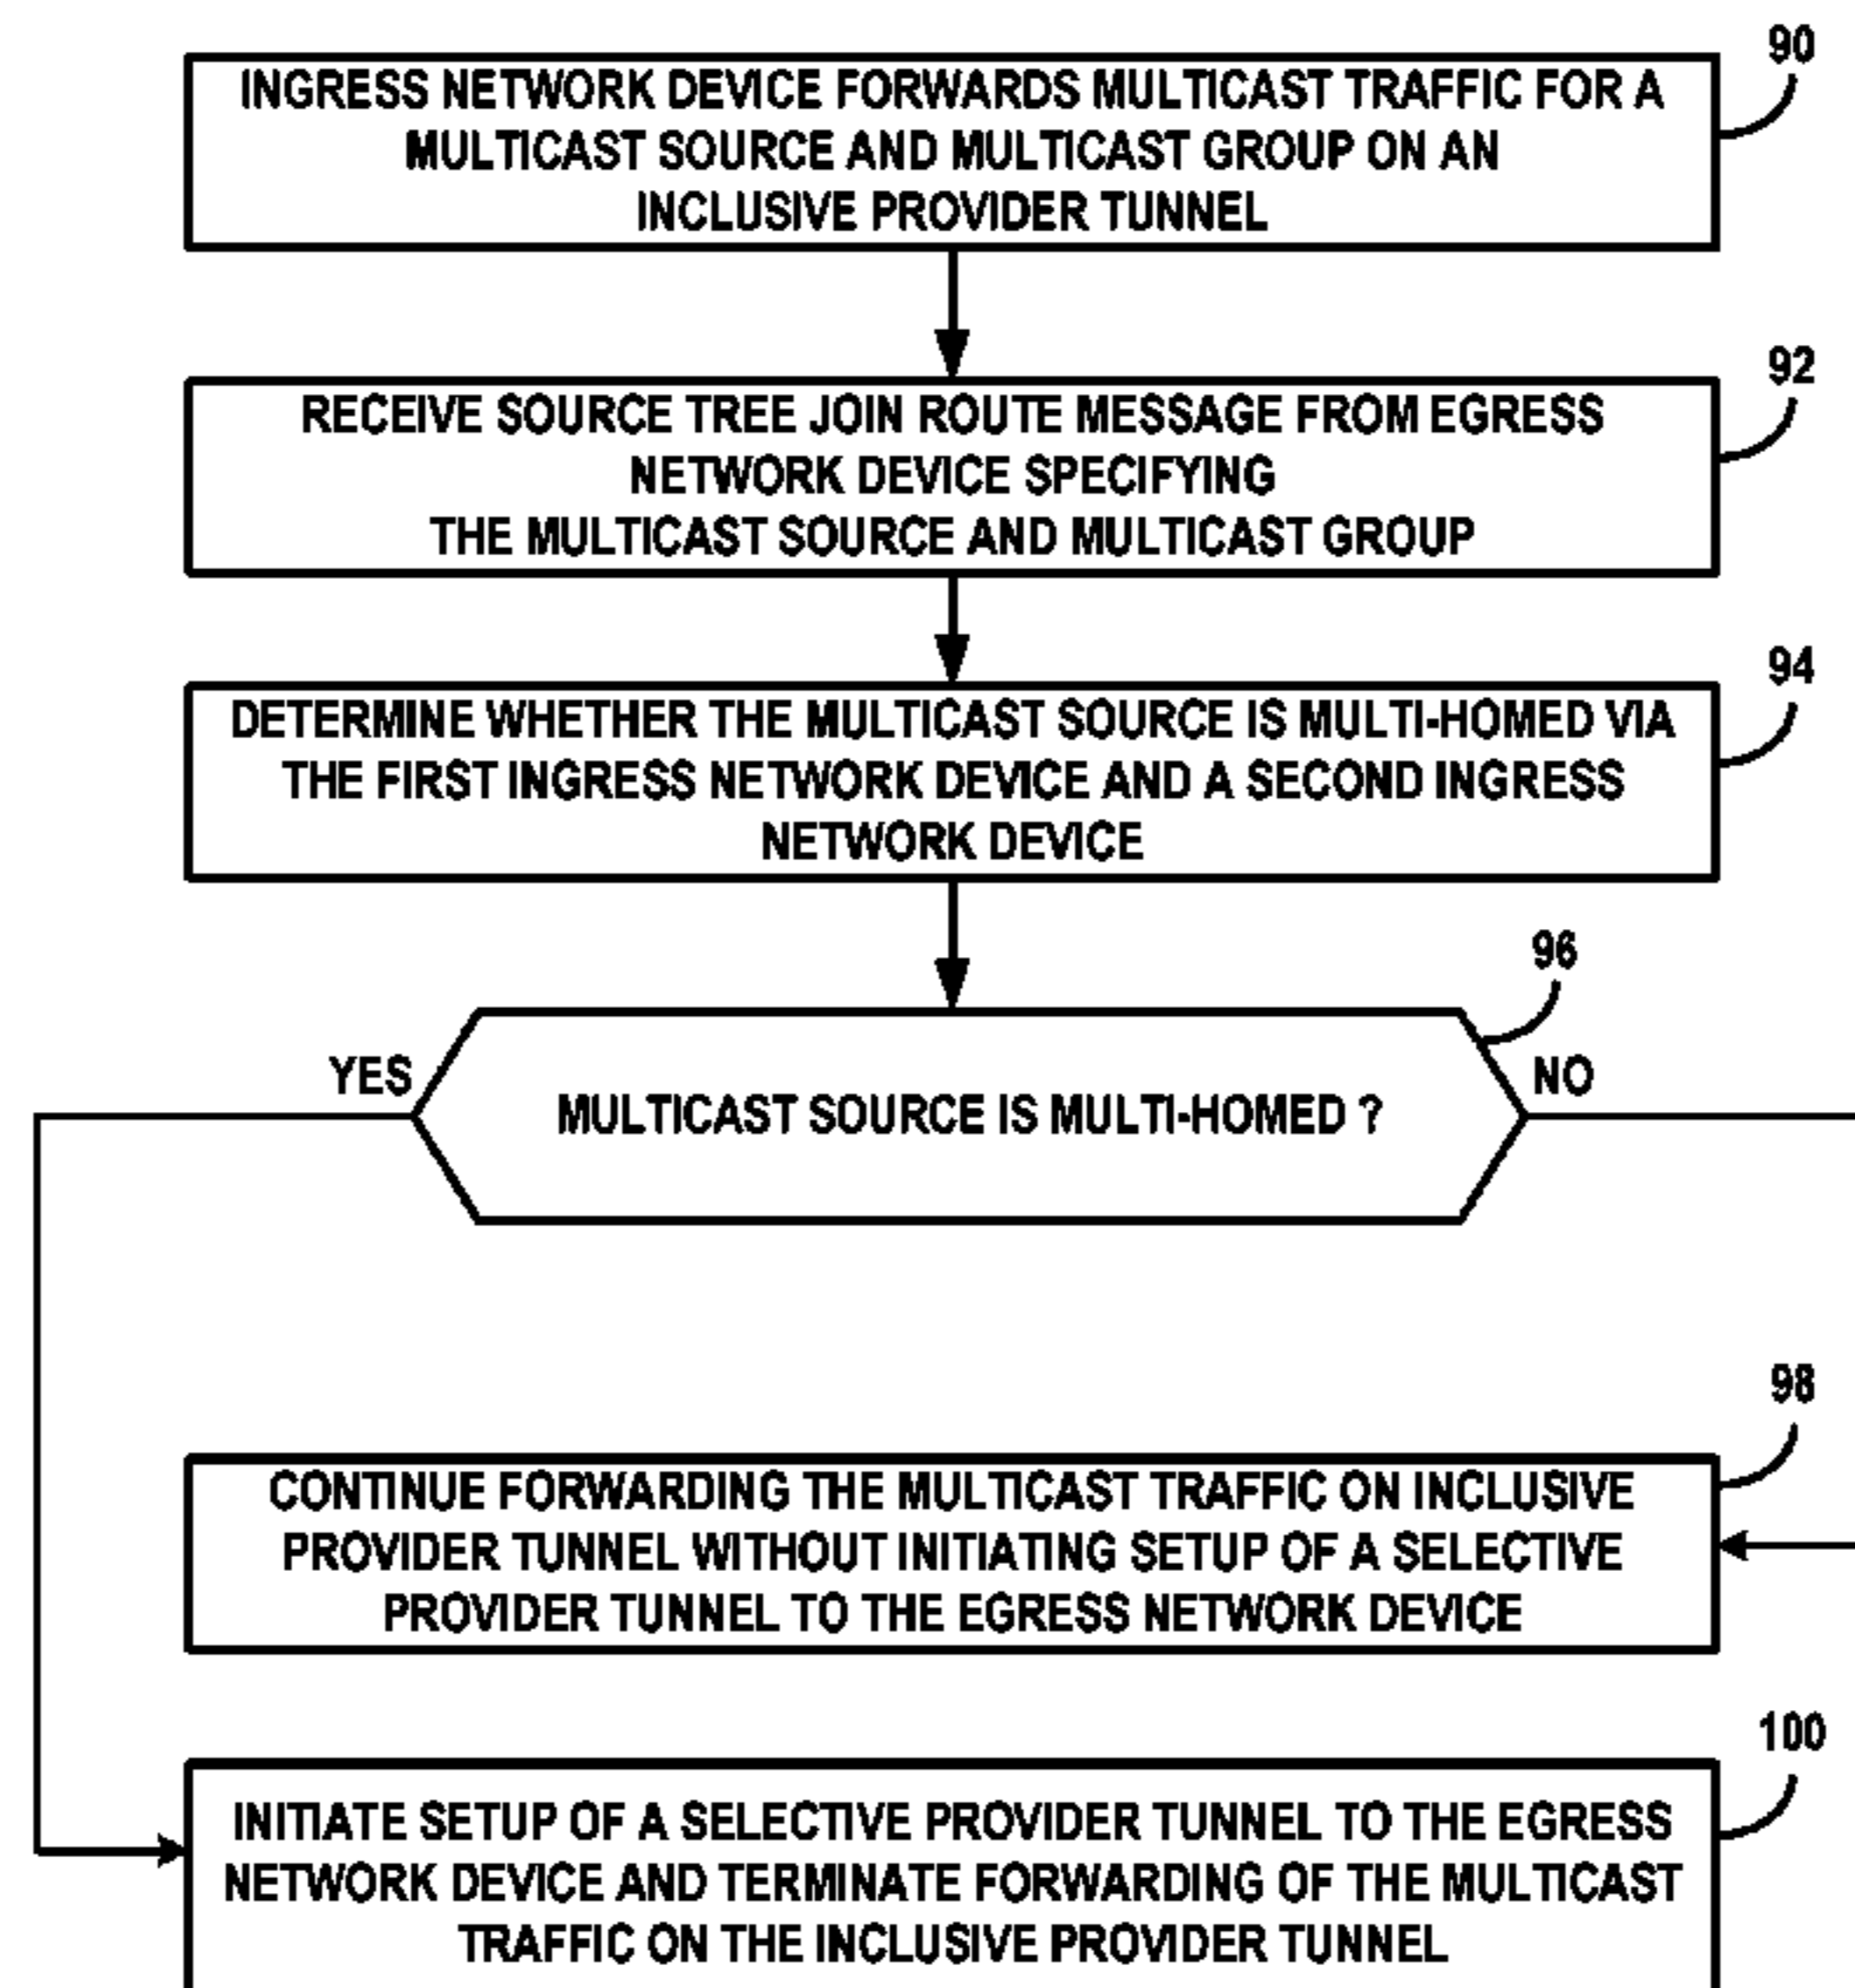 90
INGRESS NETWORK DEVICE FORWARDS MULTICAST TRAFFIC FOR A
MULTICAST SOURCE AND MULTICAST GROUP ON AN
INCLUSIVE PROVIDER TUNNEL
92
RECEIVE SOURCE TREE JOIN ROUTE MESSAGE FROM EGRESS
NETWORK DEVICE SPECIFYING
THE MULTICAST SOURCE AND MULTICAST GROUP
94
DETERMINE WHETHER THE MULTICAST SOURCE IS MULTI-HOMED VIA
THE FIRST INGRESS NETWORK DEVICE AND A SECOND INGRESS
NETWORK DEVICE
96
YES
NO
MULTICAST SOURCE IS MULTI-HOMED ?
98
CONTINUE FORWARDING THE MULTICAST TRAFFIC ON INCLUSIVE
PROVIDER TUNNEL WITHOUT INITIATING SETUP OF A SELECTIVE
PROVIDER TUNNEL TO THE EGRESS NETWORK DEVICE
100
INITIATE SETUP OF A SELECTIVE PROVIDER TUNNEL TO THE EGRESS
NETWORK DEVICE AND TERMINATE FORWARDING OF THE MULTICAST
TRAFFIC ON THE INCLUSIVE PROVIDER TUNNEL